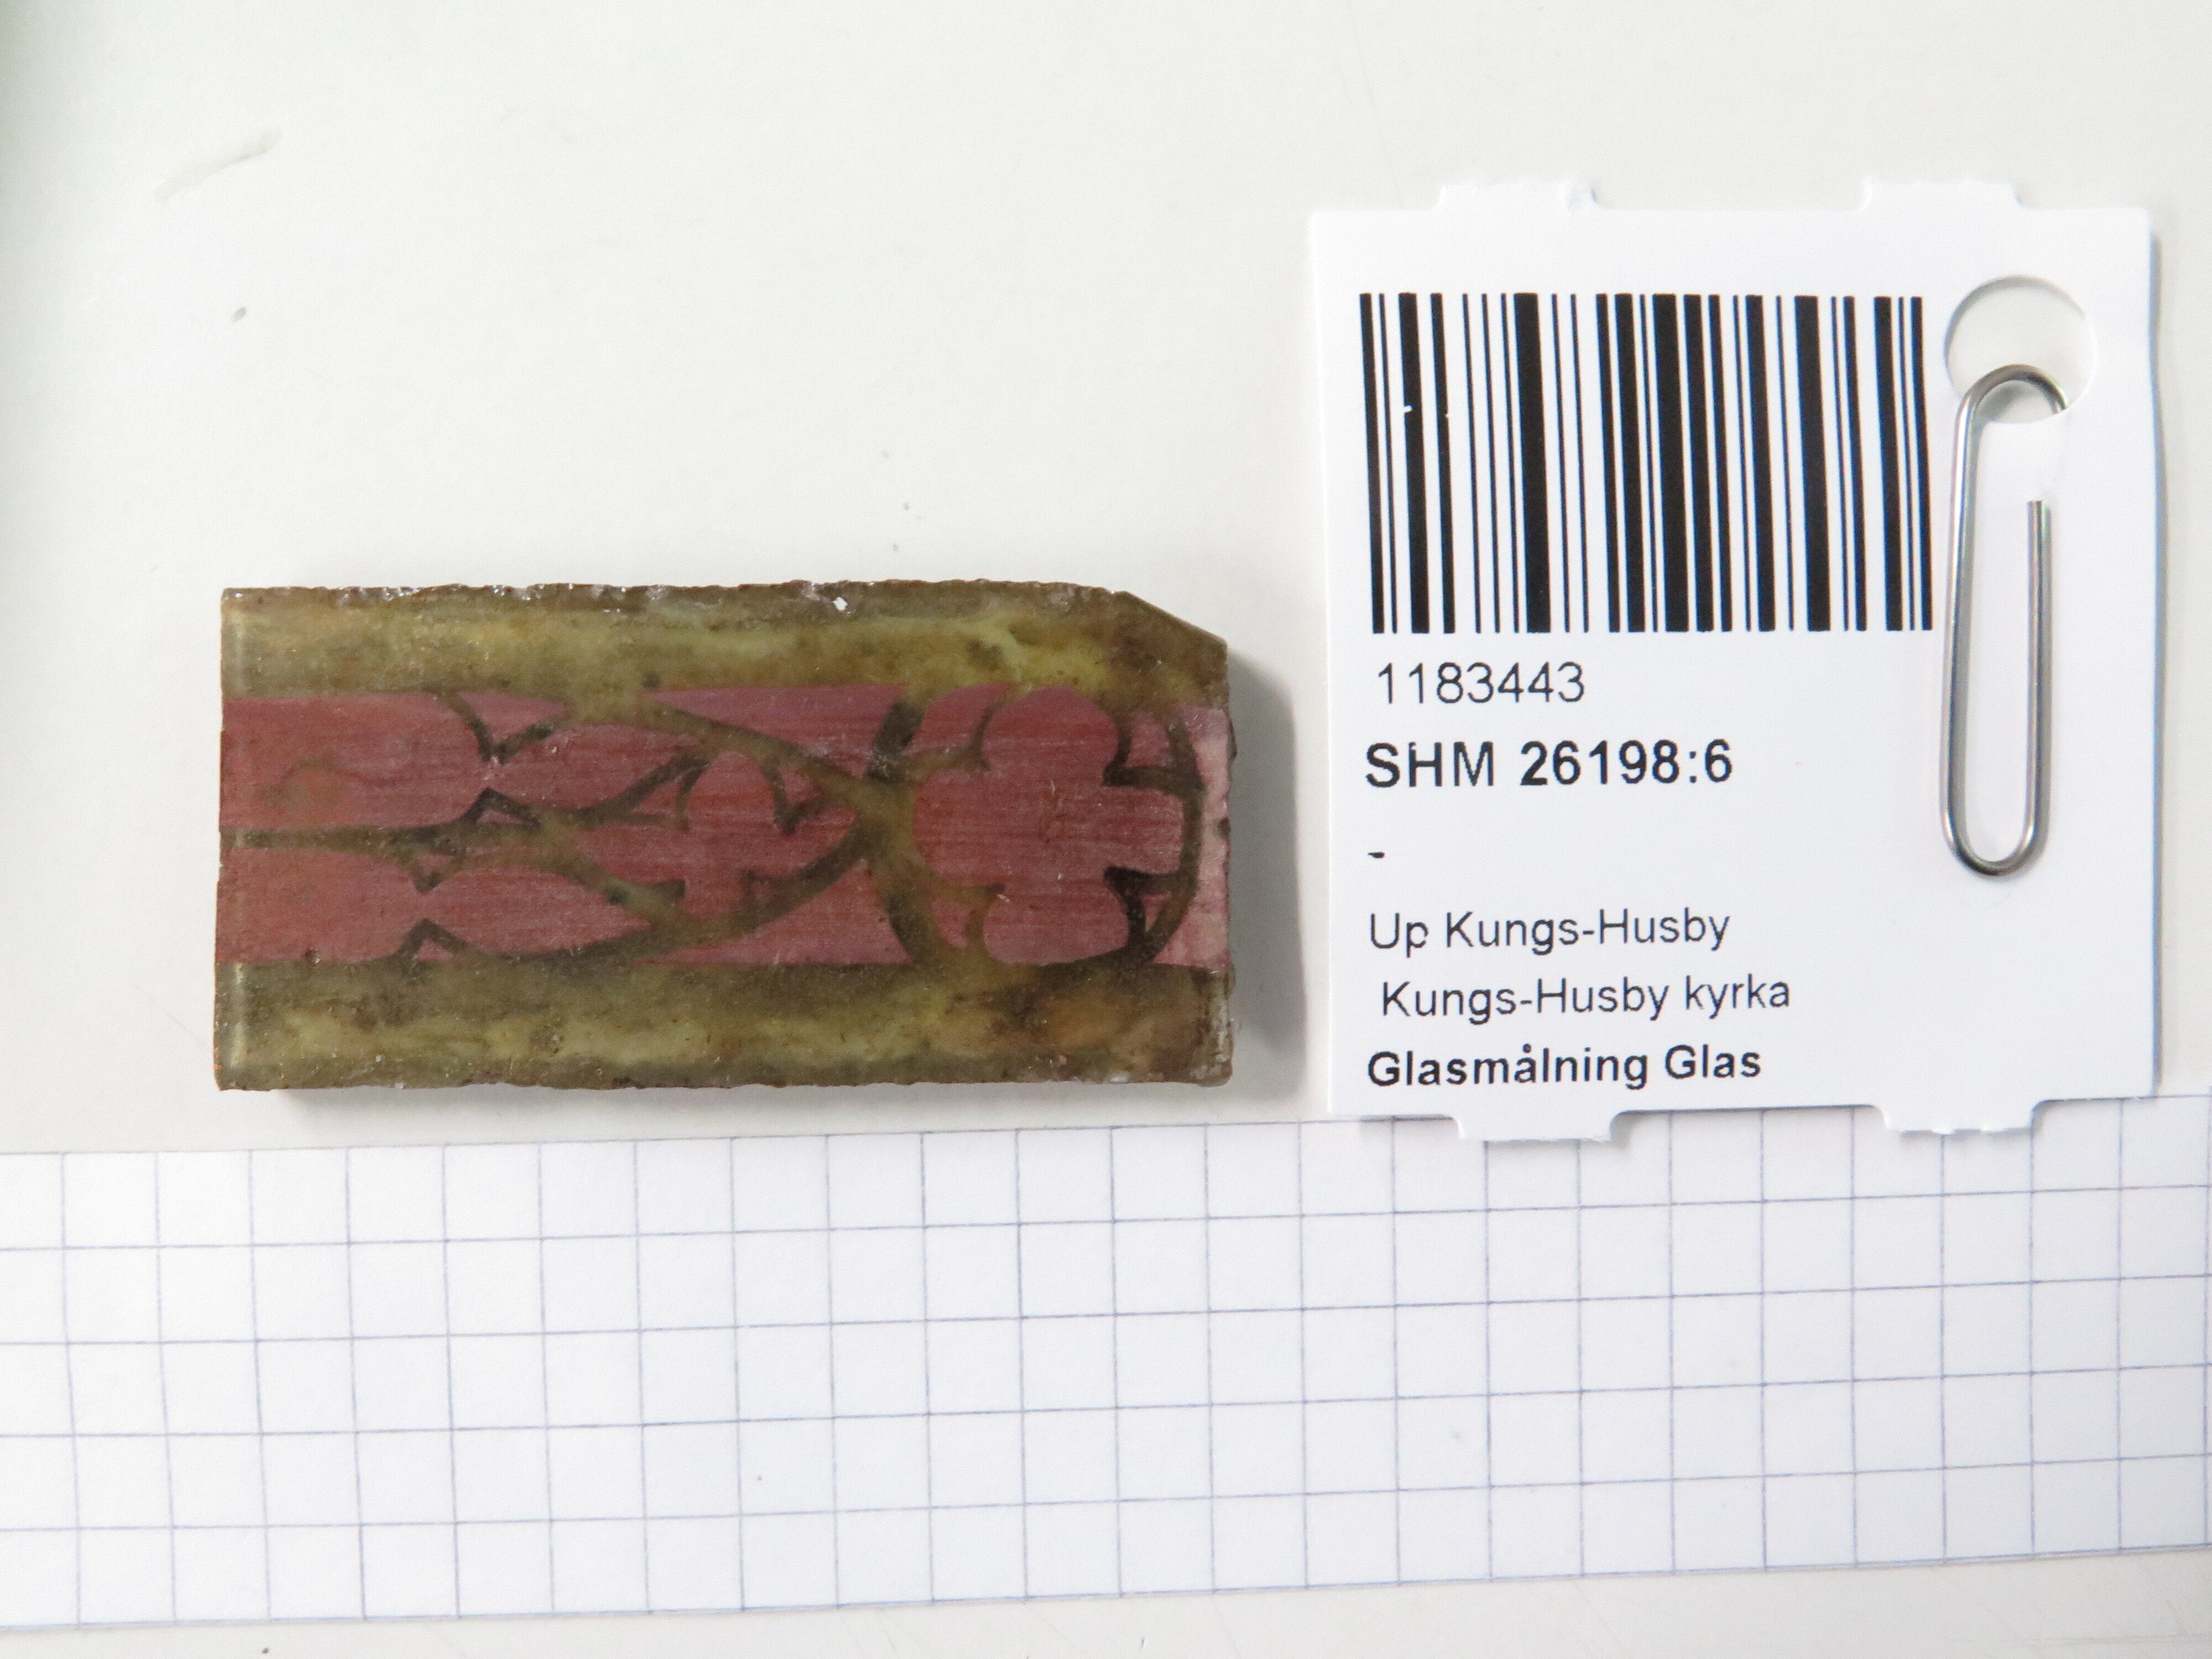 1183443
SHM 26198:6
-
Up Kungs-Husby
Kungs-Husby kyrka
Glasmålning Glas